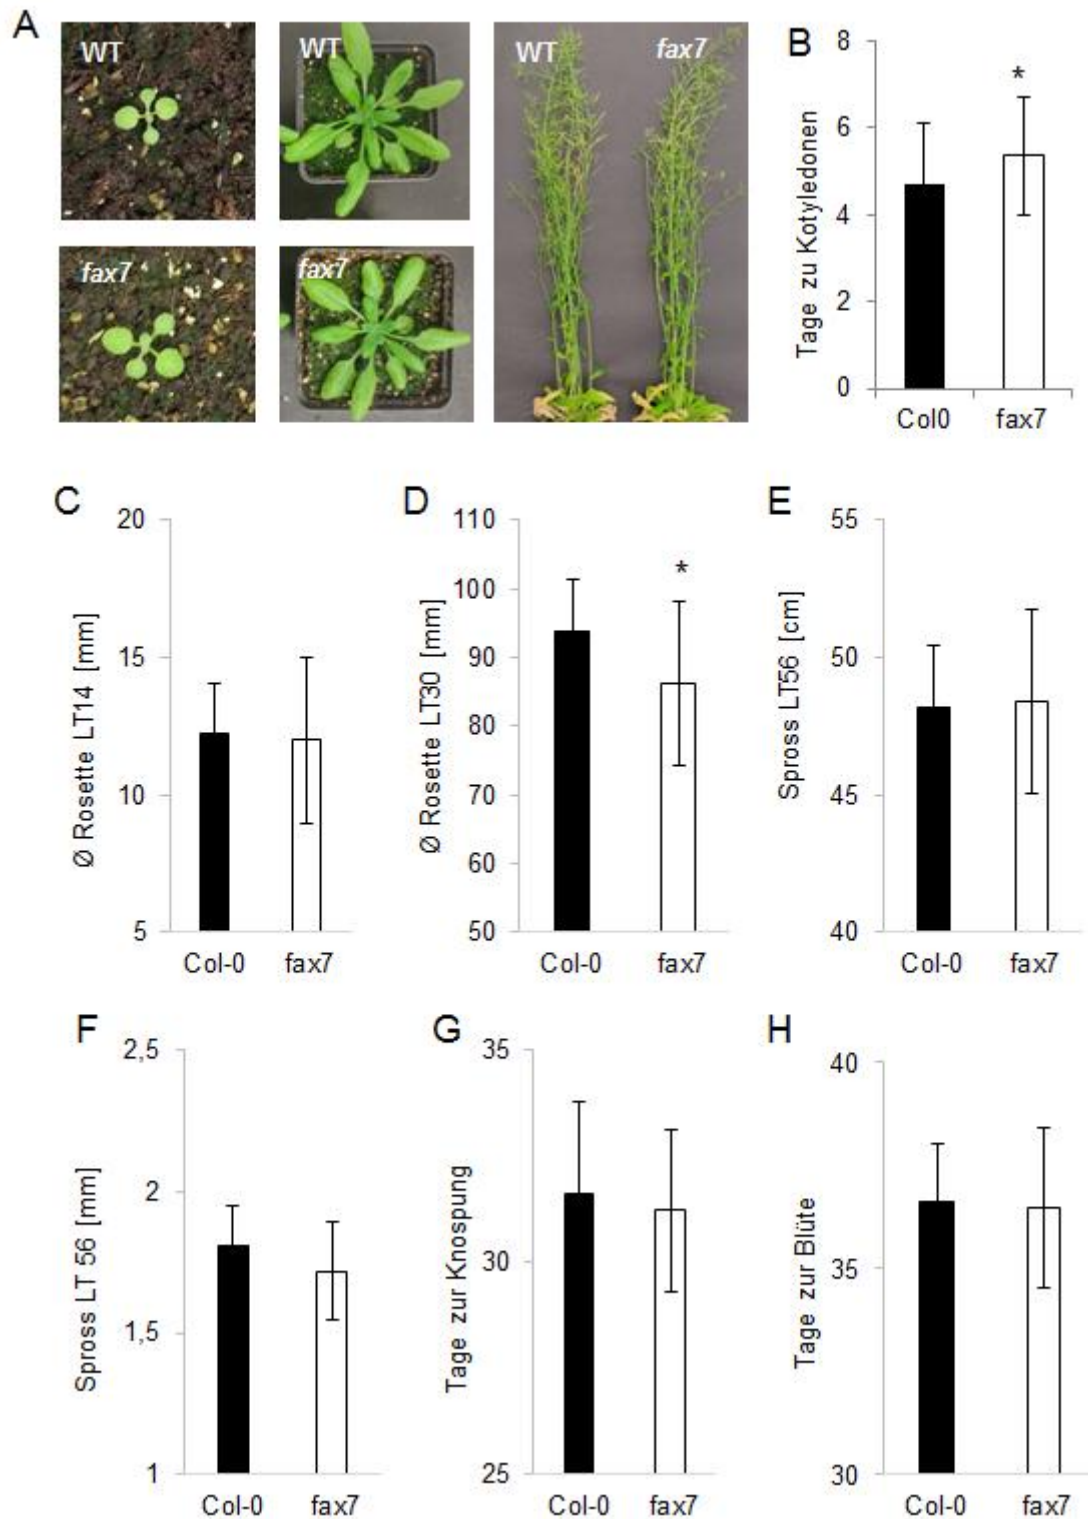 A
WT
WT
WT
fax7
fax7
fax7
B
8
6
4
2
0
*
Tage zu Kotyledonen
Col0
fax7
C
20
15
10
5
Ø Rosette LT14 [mm]
Col-0
fax7
D
110
100
90
80
70
60
50
*
Ø Rosette LT30 [mm]
Col-0
fax7
E
55
50
45
40
Spross LT56 [cm]
Col-0
fax7
F
2,5
2
1,5
1
Spross LT 56 [mm]
Col-0
fax7
G
35
30
25
Tage zur Knospung
Col-0
fax7
H
40
35
30
Tage zur Blüte
Col-0
fax7